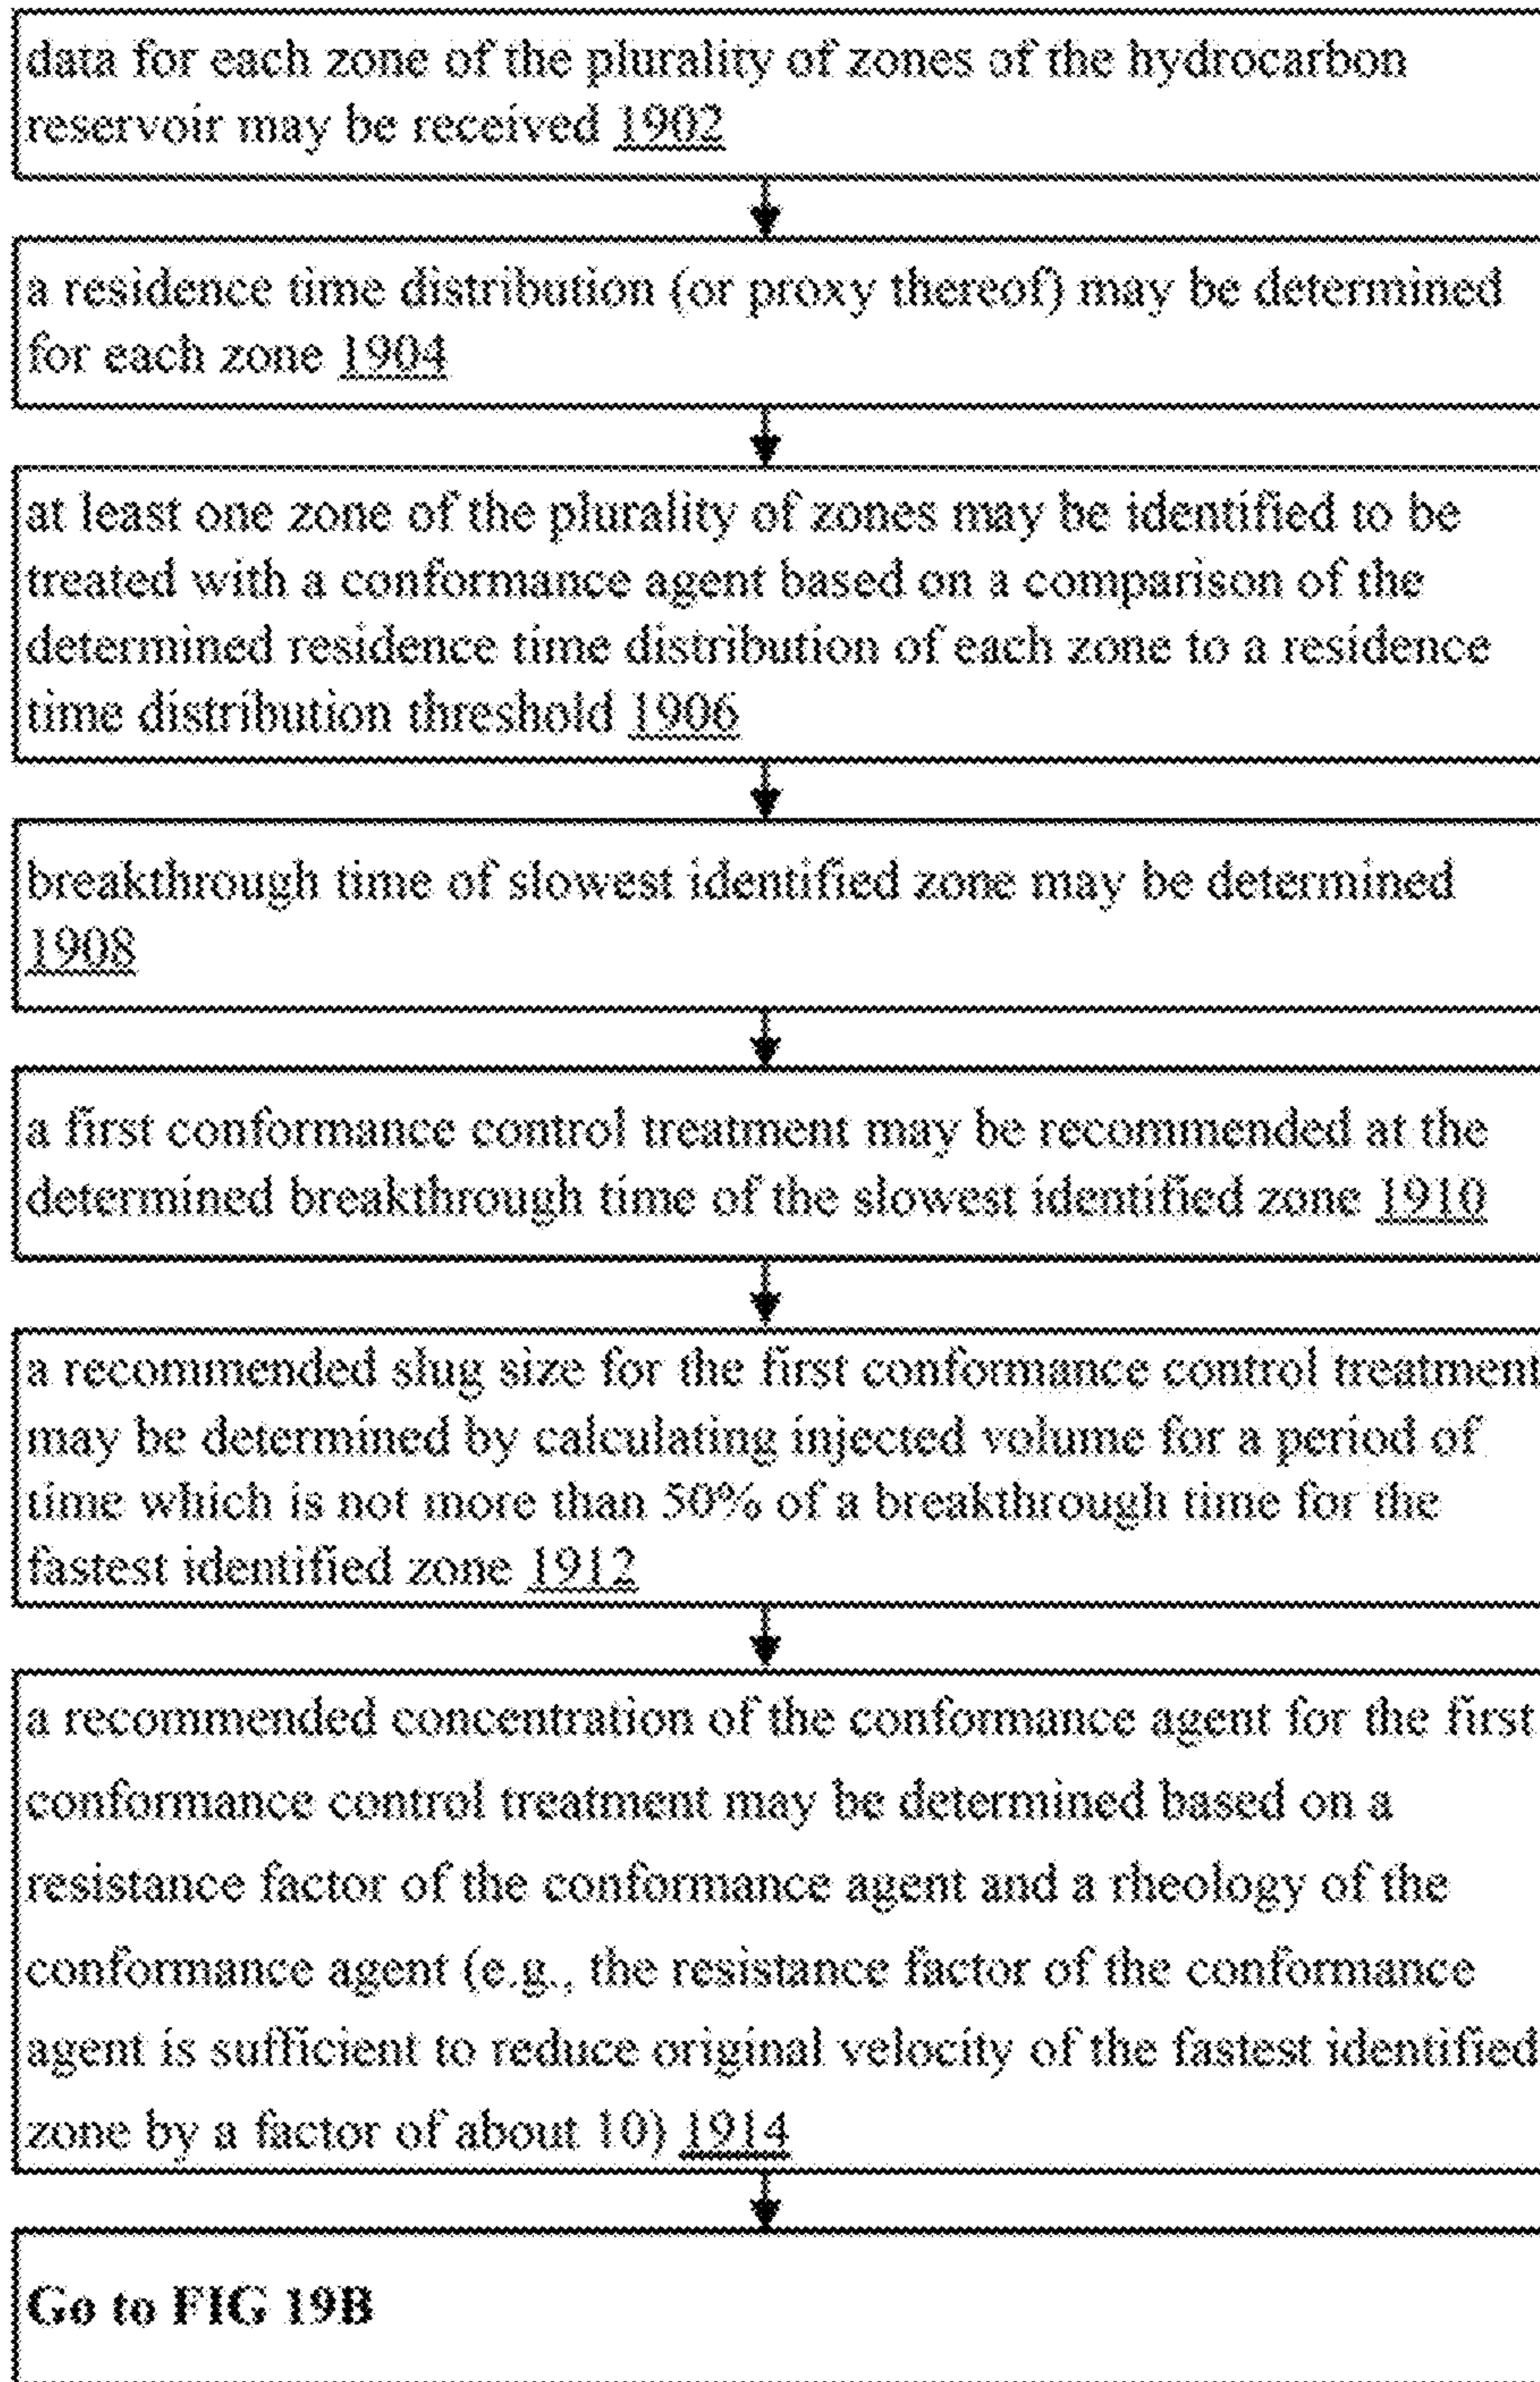 data for each zone of the plurality of zones of the hydrocarbon
reservoir may be received 1902
a residence time distribution (or proxy thereof) may be determined
for each zone 1904
at least one zone of the plurality of zones may be identified to be
treated with a conformance agent based on a comparison of the
determined residence time distribution of each zone to a residence
time distribution threshold 1906
breakthrough time of slowest identified zone may be determined
1908
a first conformance control treatment may be recommended at the
determined breakthrough time of the slowest identified zone 1910
a recommended slug size for the first conformance control treatment
may be determined by calculating injected volume for a period of
time which is not more than 50% of a breakthrough time for the
fastest identified zone 1912
a recommended concentration of the conformance agent for the first
conformance control treatment may be determined based on a
resistance factor of the conformance agent and a rheology of the
conformance agent (e.g., the resistance factor of the conformance
agent is sufficient to reduce original velocity of the fastest identified
zone by a factor of about 10) 1914
Go to FIG 19B